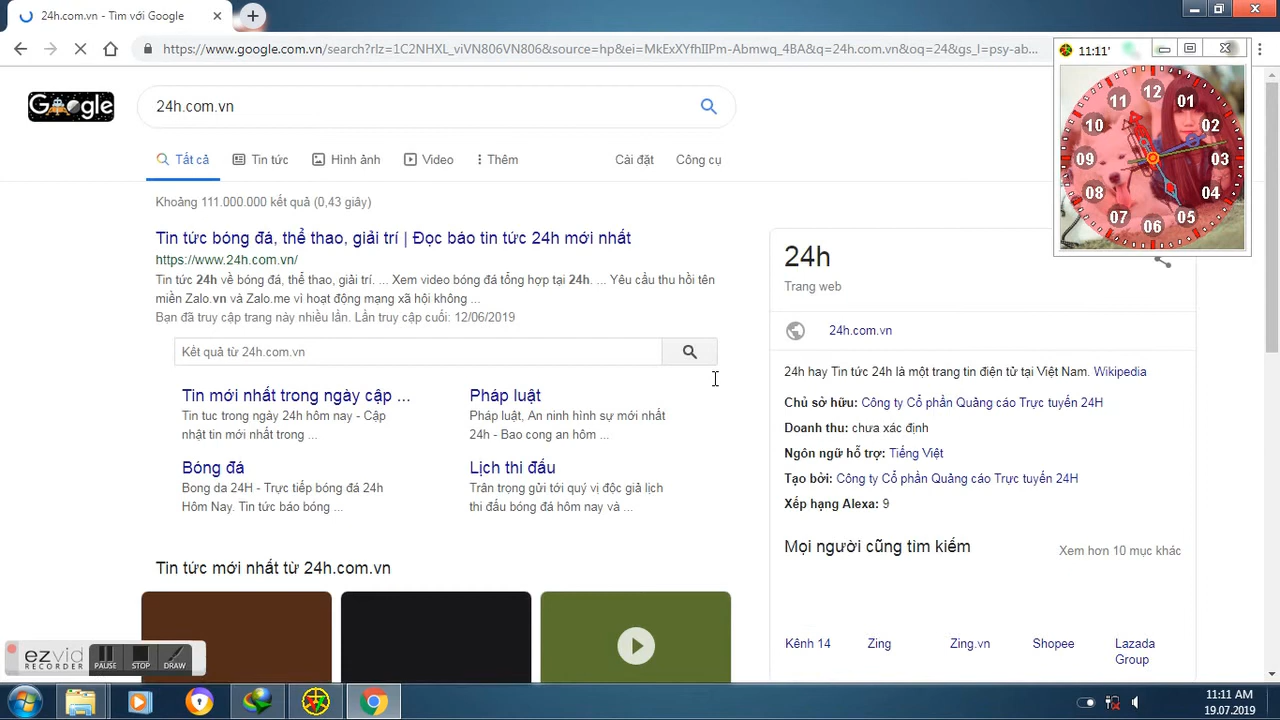 24h.com.vn - Tìm với Google
https://www.google.com.vn/search?rlz=1C2NHXL_viVN806VN806&source=hp&ei=MkExXYfhIIPm-Abmwq_4BA&q=24h.com.vn&oq=24&gs_l=psy-ab...
11:11'
Google
24h.com.vn
Tất cả
Tin tức
Hình ảnh
Video
Thêm
Cài đặt
Công cụ
12
01
02
03
04
05
06
07
08
09
10
11
Khoảng 111.000.000 kết quả (0,43 giây)
Tin tức bóng đá, thể thao, giải trí | Đọc báo tin tức 24h mới nhất
https://www.24h.com.vn/
Tin tức 24h về bóng đá, thể thao, giải trí. ... Xem video bóng đá tổng hợp tại 24h. ... Yêu cầu thu hồi tên
miền Zalo.vn và Zalo.me vì hoạt động mạng xã hội không ...
Bạn đã truy cập trang này nhiều lần. Lần truy cập cuối: 12/06/2019
Kết quả từ 24h.com.vn
Tin mới nhất trong ngày cập ...
Tin tuc trong ngày 24h hôm nay - Cập
nhật tin mới nhất trong ...
Pháp luật
Pháp luật, An ninh hình sự mới nhất
24h - Bao cong an hôm ...
Bóng đá
Bong da 24H - Trực tiếp bóng đá 24h
Hôm Nay. Tin tức báo bóng ...
Lịch thi đấu
Trân trọng gửi tới quý vị độc giả lịch
thi đấu bóng đá hôm nay và ...
Tin tức mới nhất từ 24h.com.vn
24h
Trang web
24h.com.vn
24h hay Tin tức 24h là một trang tin điện tử tại Việt Nam. Wikipedia
Chủ sở hữu: Công ty Cổ phần Quảng cáo Trực tuyến 24H
Doanh thu: chưa xác định
Ngôn ngữ hỗ trợ: Tiếng Việt
Tạo bởi: Công ty Cổ phần Quảng cáo Trực tuyến 24H
Xếp hạng Alexa: 9
Mọi người cũng tìm kiếm
Xem hơn 10 mục khác
Kênh 14
Zing
Zing.vn
Shopee
Lazada
Group
ezvid
RECORDER
PAUSE
STOP
DRAW
11:11 AM
19.07.2019